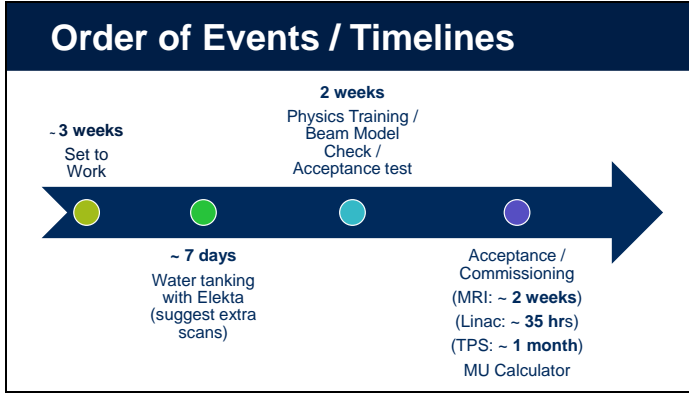 Order of Events / Timelines
~ 3 weeks
Set to
Work
~ 7 days
Water tanking
with Elekta
(suggest extra
scans)
2 weeks
Physics Training /
Beam Model
Check /
Acceptance test
Acceptance /
Commissioning
(MRI: ~ 2 weeks)
(Linac: ~ 35 hrs)
(TPS: ~ 1 month)
MU Calculator